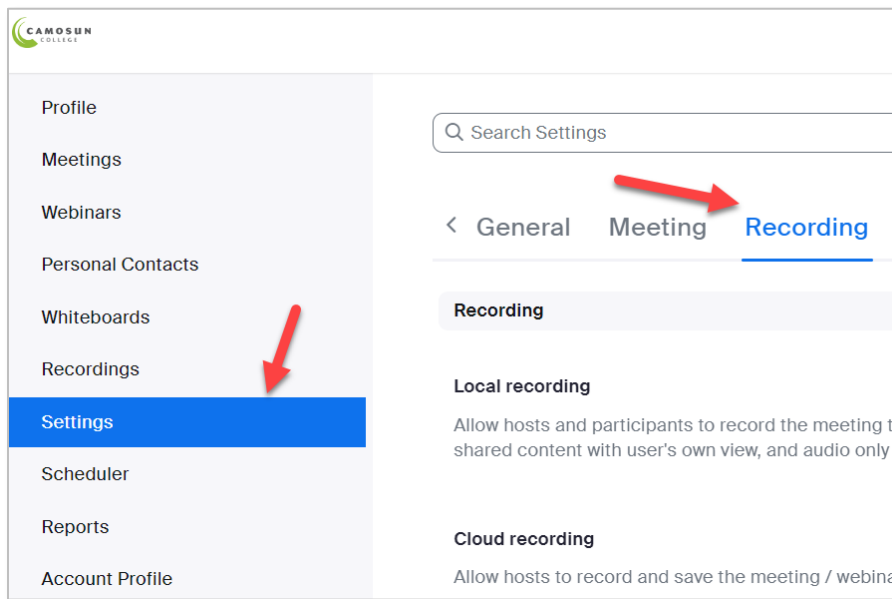 CAMOSUN
COLLEGE
Profile
Meetings
Webinars
Personal Contacts
Whiteboards
Recordings
Settings
Scheduler
Reports
Account Profile
Search Settings
General Meeting Recording
Recording
Local recording
Allow hosts and participants to record the meeting t
shared content with user's own view, and audio only
Cloud recording
Allow hosts to record and save the meeting / webina